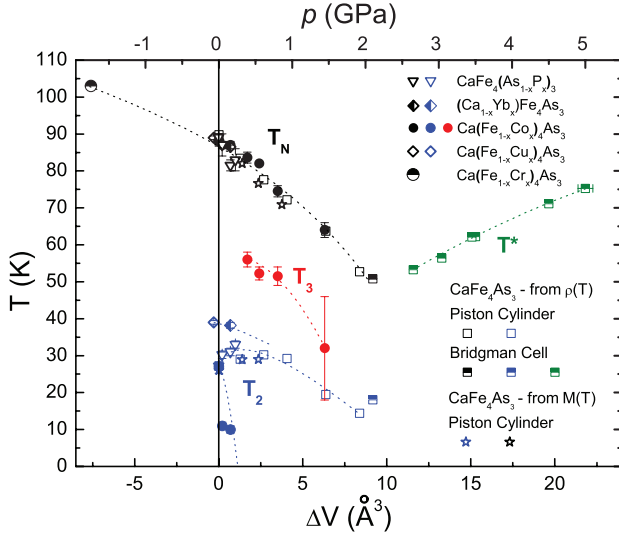 p (GPa)
-1 0 1 2 3 4 5
T (K)
110
100
90
80
70
60
50
40
30
20
10
0
CaFe4(As1-xPx)3
(Ca1-xYbx)Fe4As3
Ca(Fe1-xCox)4As3
Ca(Fe1-xCux)4As3
Ca(Fe1-xCrx)4As3
TN
T*
T3
T2
CaFe4As3 - from ρ(T)
Piston Cylinder
Bridgman Cell
CaFe4As3 - from M(T)
Piston Cylinder
-5 0 5 10 15 20
ΔV (Å3)